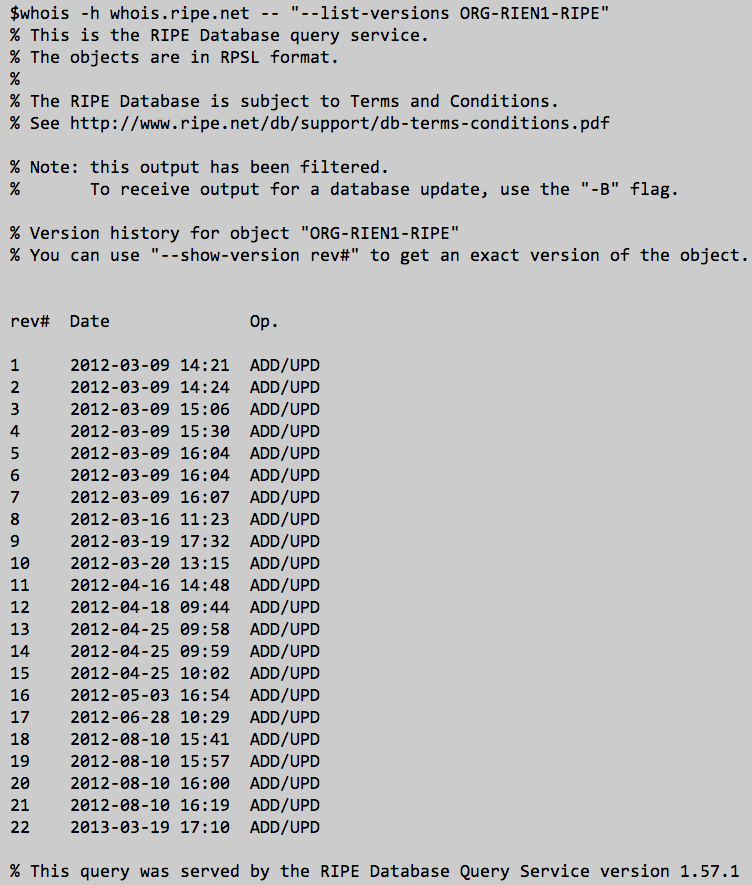 $whois -h whois.ripe.net -- "--list-versions ORG-RIEN1-RIPE"
% This is the RIPE Database query service.
% The objects are in RPSL format.
%
% The RIPE Database is subject to Terms and Conditions.
% See http://www.ripe.net/db/support/db-terms-conditions.pdf
% Note: this output has been filtered.
%       To receive output for a database update, use the "-B" flag.
% Version history for object "ORG-RIEN1-RIPE"
% You can use "--show-version rev#" to get an exact version of the object.
rev#  Date              Op.
1     2012-03-09 14:21  ADD/UPD
2     2012-03-09 14:24  ADD/UPD
3     2012-03-09 15:06  ADD/UPD
4     2012-03-09 15:30  ADD/UPD
5     2012-03-09 16:04  ADD/UPD
6     2012-03-09 16:04  ADD/UPD
7     2012-03-09 16:07  ADD/UPD
8     2012-03-16 11:23  ADD/UPD
9     2012-03-19 17:32  ADD/UPD
10    2012-03-20 13:15  ADD/UPD
11    2012-04-16 14:48  ADD/UPD
12    2012-04-18 09:44  ADD/UPD
13    2012-04-25 09:58  ADD/UPD
14    2012-04-25 09:59  ADD/UPD
15    2012-04-25 10:02  ADD/UPD
16    2012-05-03 16:54  ADD/UPD
17    2012-06-28 10:29  ADD/UPD
18    2012-08-10 15:41  ADD/UPD
19    2012-08-10 15:57  ADD/UPD
20    2012-08-10 16:00  ADD/UPD
21    2012-08-10 16:19  ADD/UPD
22    2013-03-19 17:10  ADD/UPD
% This query was served by the RIPE Database Query Service version 1.57.1